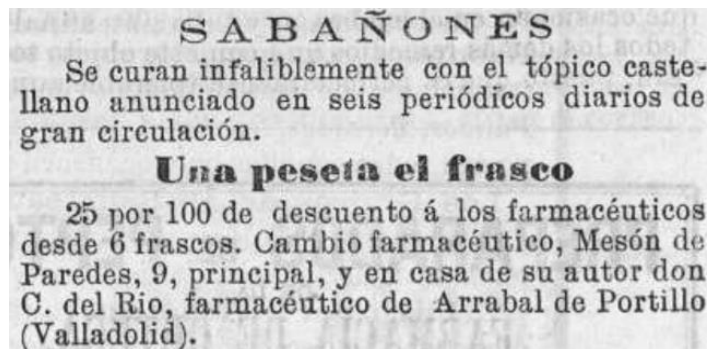 SABAÑONES
Se curan infaliblemente con el tópico caste-
llano anunciado en seis periódicos diarios de
gran circulación.
Una peseta el frasco
25 por 100 de descuento á los farmacéuticos
desde 6 frascos. Cambio farmacéutico, Mesón de
Paredes, 9, principal, y en casa de su autor don
C. del Rio, farmacéutico de Arrabal de Portillo
(Valladolid).